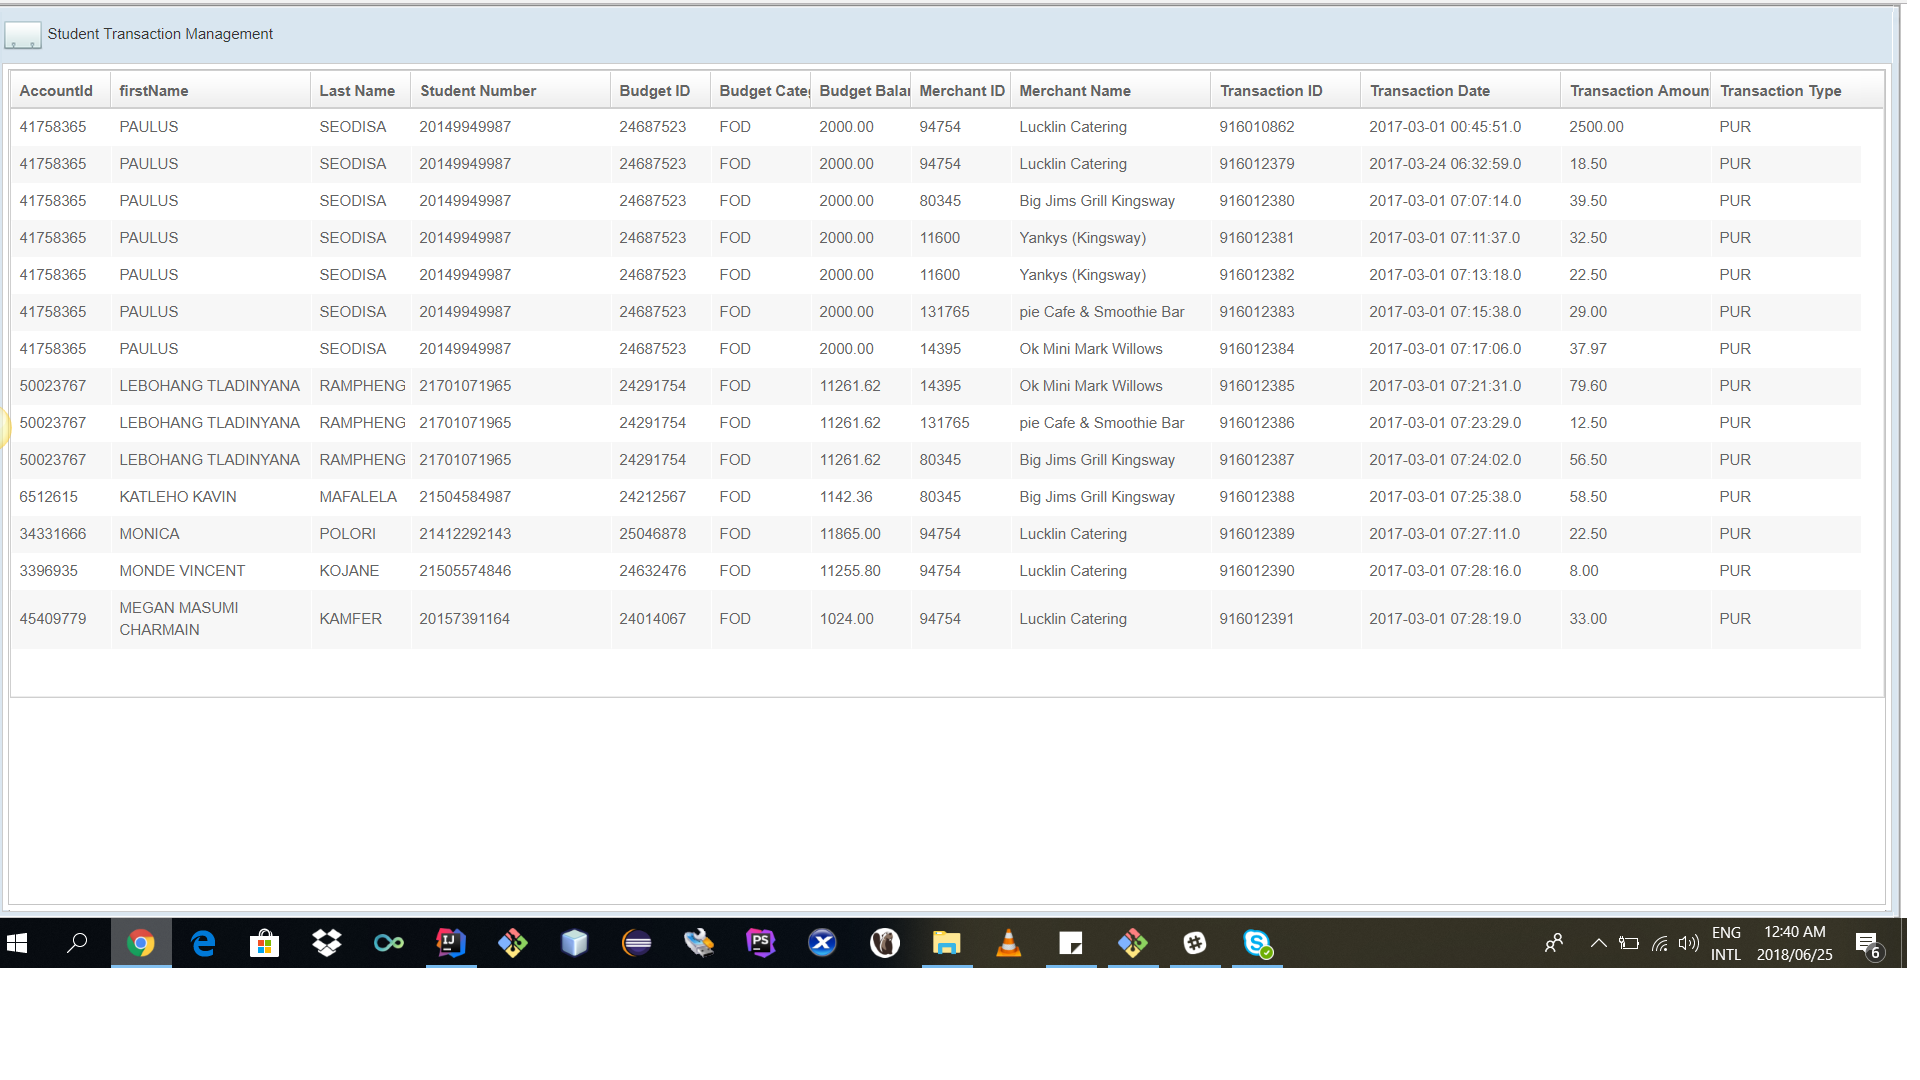 Student Transaction Management
AccountId firstName Last Name Student Number Budget ID Budget Cate Budget Balar Merchant ID Merchant Name Transaction ID Transaction Date Transaction Amoun Transaction Type
41758365 PAULUS SEODISA 20149949987 24687523 FOD 2000.00 94754 Lucklin Catering 916010862 2017-03-01 00:45:51.0 2500.00 PUR
41758365 PAULUS SEODISA 20149949987 24687523 FOD 2000.00 94754 Lucklin Catering 916012379 2017-03-24 06:32:59.0 18.50 PUR
41758365 PAULUS SEODISA 20149949987 24687523 FOD 2000.00 80345 Big Jims Grill Kingsway 916012380 2017-03-01 07:07:14.0 39.50 PUR
41758365 PAULUS SEODISA 20149949987 24687523 FOD 2000.00 11600 Yankys (Kingsway) 916012381 2017-03-01 07:11:37.0 32.50 PUR
41758365 PAULUS SEODISA 20149949987 24687523 FOD 2000.00 11600 Yankys (Kingsway) 916012382 2017-03-01 07:13:18.0 22.50 PUR
41758365 PAULUS SEODISA 20149949987 24687523 FOD 2000.00 131765 pie Cafe & Smoothie Bar 916012383 2017-03-01 07:15:38.0 29.00 PUR
41758365 PAULUS SEODISA 20149949987 24687523 FOD 2000.00 14395 Ok Mini Mark Willows 916012384 2017-03-01 07:17:06.0 37.97 PUR
50023767 LEBOHANG TLADINYANA RAMPHENG 21701071965 24291754 FOD 11261.62 14395 Ok Mini Mark Willows 916012385 2017-03-01 07:21:31.0 79.60 PUR
50023767 LEBOHANG TLADINYANA RAMPHENG 21701071965 24291754 FOD 11261.62 131765 pie Cafe & Smoothie Bar 916012386 2017-03-01 07:23:29.0 12.50 PUR
50023767 LEBOHANG TLADINYANA RAMPHENG 21701071965 24291754 FOD 11261.62 80345 Big Jims Grill Kingsway 916012387 2017-03-01 07:24:02.0 56.50 PUR
6512615 KATLEHO KAVIN MAFALELA 21504584987 24212567 FOD 1142.36 80345 Big Jims Grill Kingsway 916012388 2017-03-01 07:25:38.0 58.50 PUR
34331666 MONICA POLORI 21412292143 25046878 FOD 11865.00 94754 Lucklin Catering 916012389 2017-03-01 07:27:11.0 22.50 PUR
3396935 MONDE VINCENT KOJANE 21505574846 24632476 FOD 11255.80 94754 Lucklin Catering 916012390 2017-03-01 07:28:16.0 8.00 PUR
45409779 MEGAN MASUMI CHARMAIN KAMFER 20157391164 24014067 FOD 1024.00 94754 Lucklin Catering 916012391 2017-03-01 07:28:19.0 33.00 PUR
IJ PS ENG 12:40 AM
INTL 2018/06/25 6